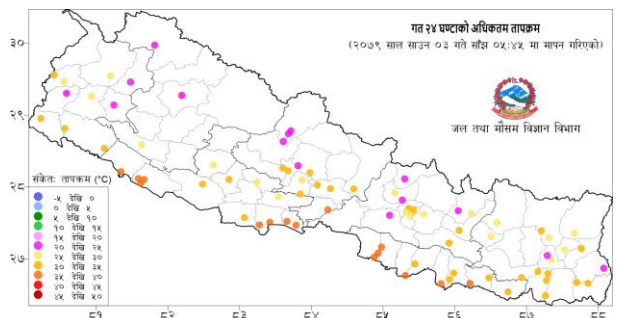 गत २४ घण्टाको अधिकतम तापक्रम
(२०७९ साल साउन ०३ गते साँझ ०५:४५ मा मापन गरिएको)
जल तथा मौसम विज्ञान विभाग
३०
२९
२८
२७
संकेतः तापक्रम (°C)
-५ देखि ०
० देखि ५
५ देखि १०
१० देखि १५
१५ देखि २०
२० देखि २५
२५ देखि ३०
३० देखि ३५
३५ देखि ४०
४० देखि ४५
४५ देखि ५०
८१ ८२ ८३ ८४ ८५ ८६ ८७ ८८